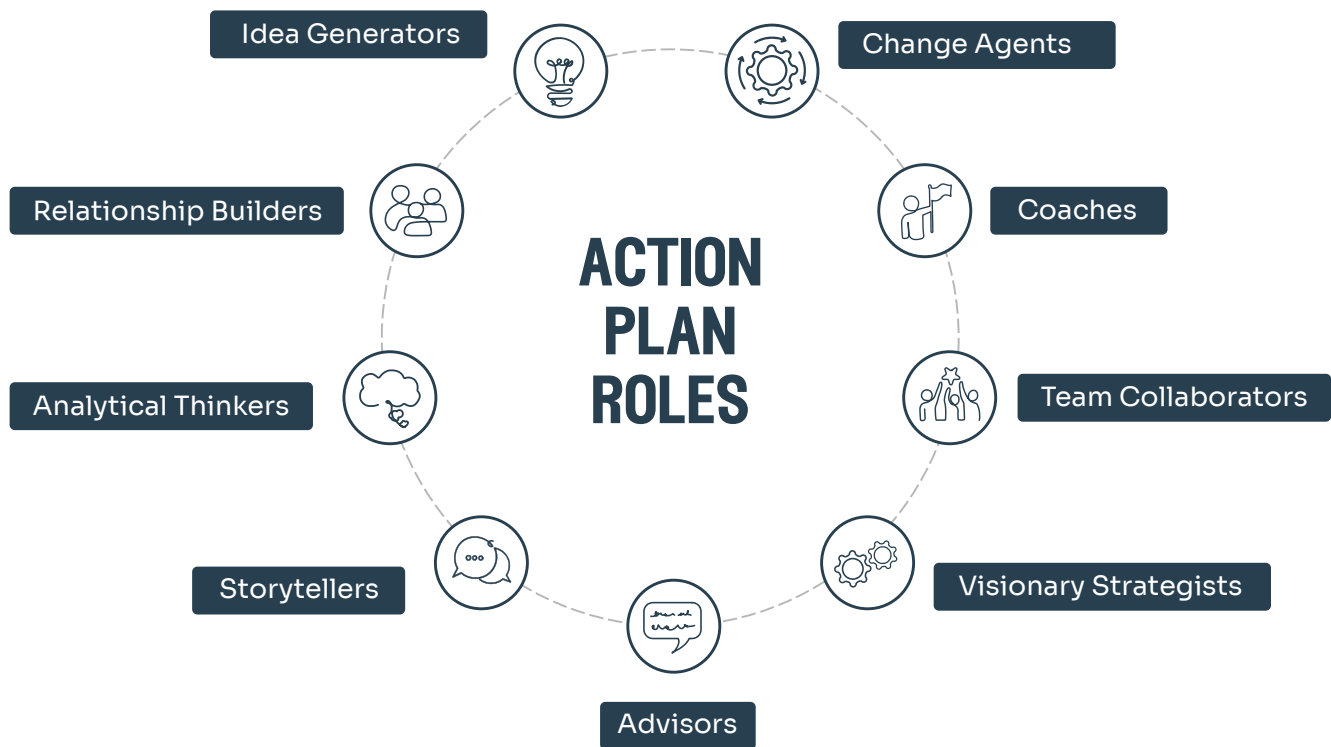 Idea Generators
Change Agents
Relationship Builders
Coaches
ACTION
PLAN
ROLES
Analytical Thinkers
Team Collaborators
Storytellers
Visionary Strategists
Advisors